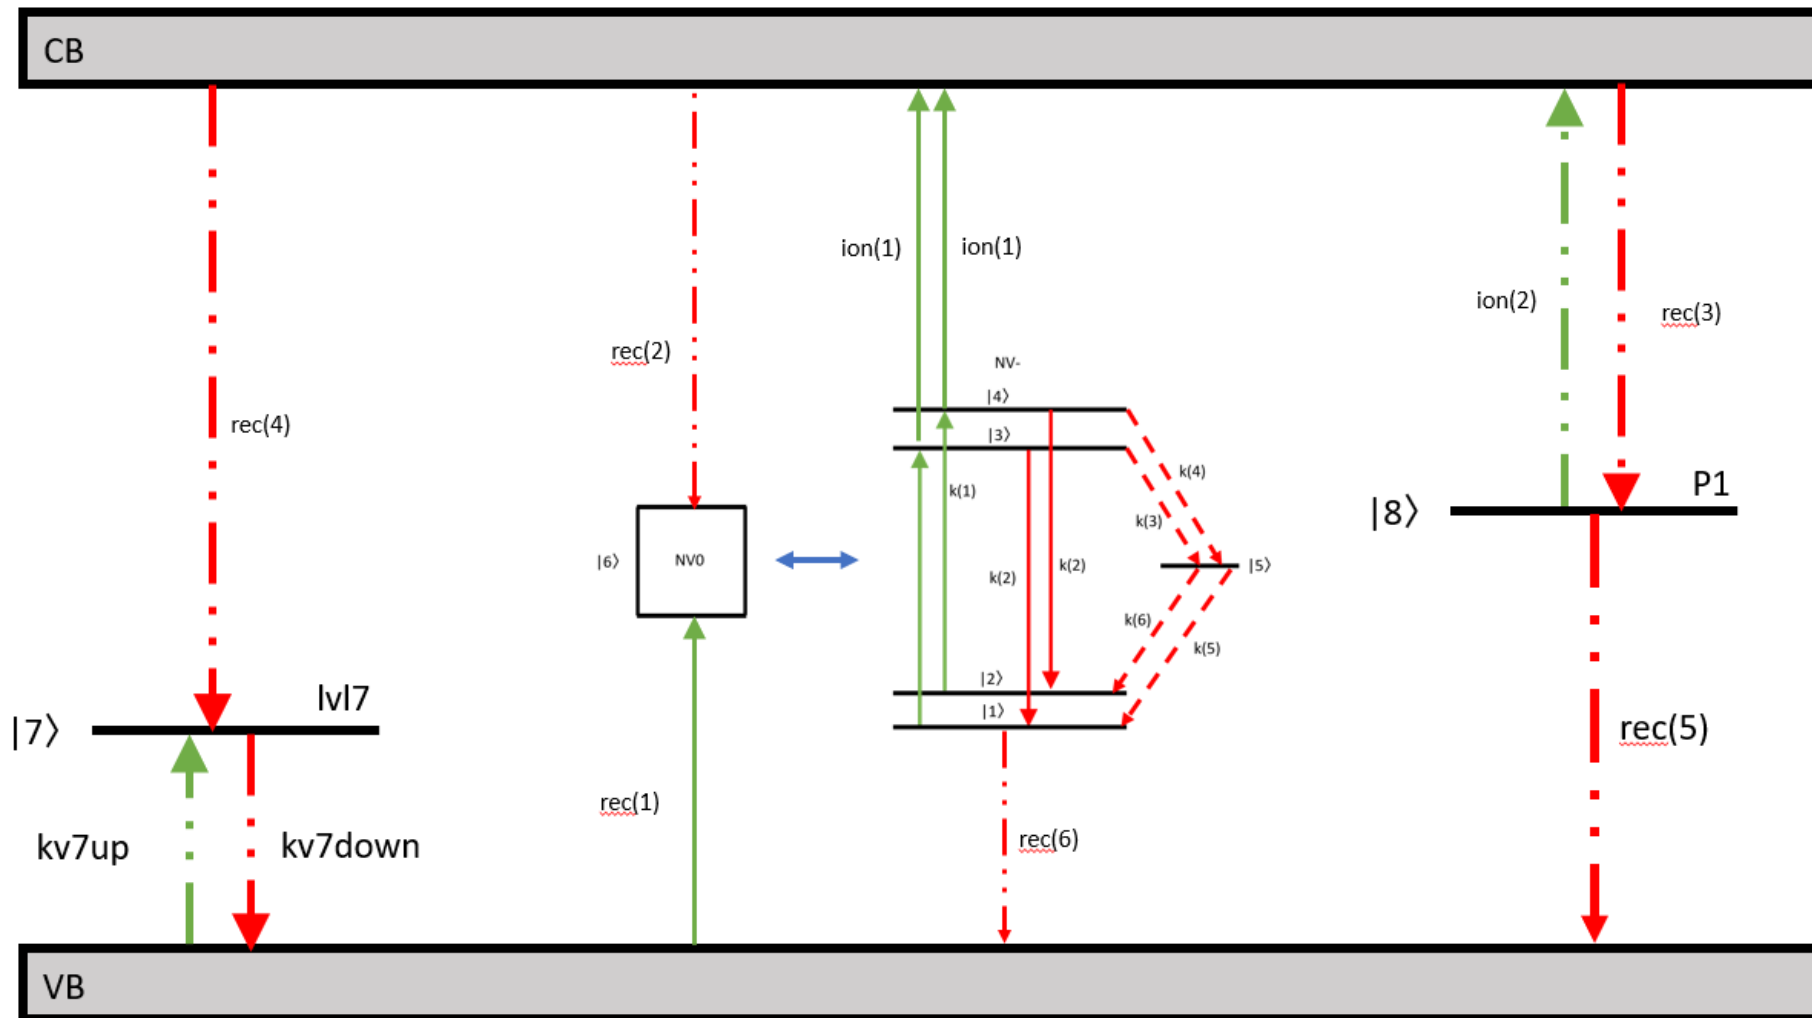 CB
ion(1)
ion(1)
ion(2)
rec(3)
rec(2)
NV-
|4⟩
rec(4)
|3⟩
k(4)
k(1)
P1
k(3)
|8⟩
|6⟩
NV0
|5⟩
k(2)
k(2)
k(6)
k(5)
|2⟩
lvl7
|1⟩
|7⟩
rec(5)
rec(1)
kv7up
kv7down
rec(6)
VB